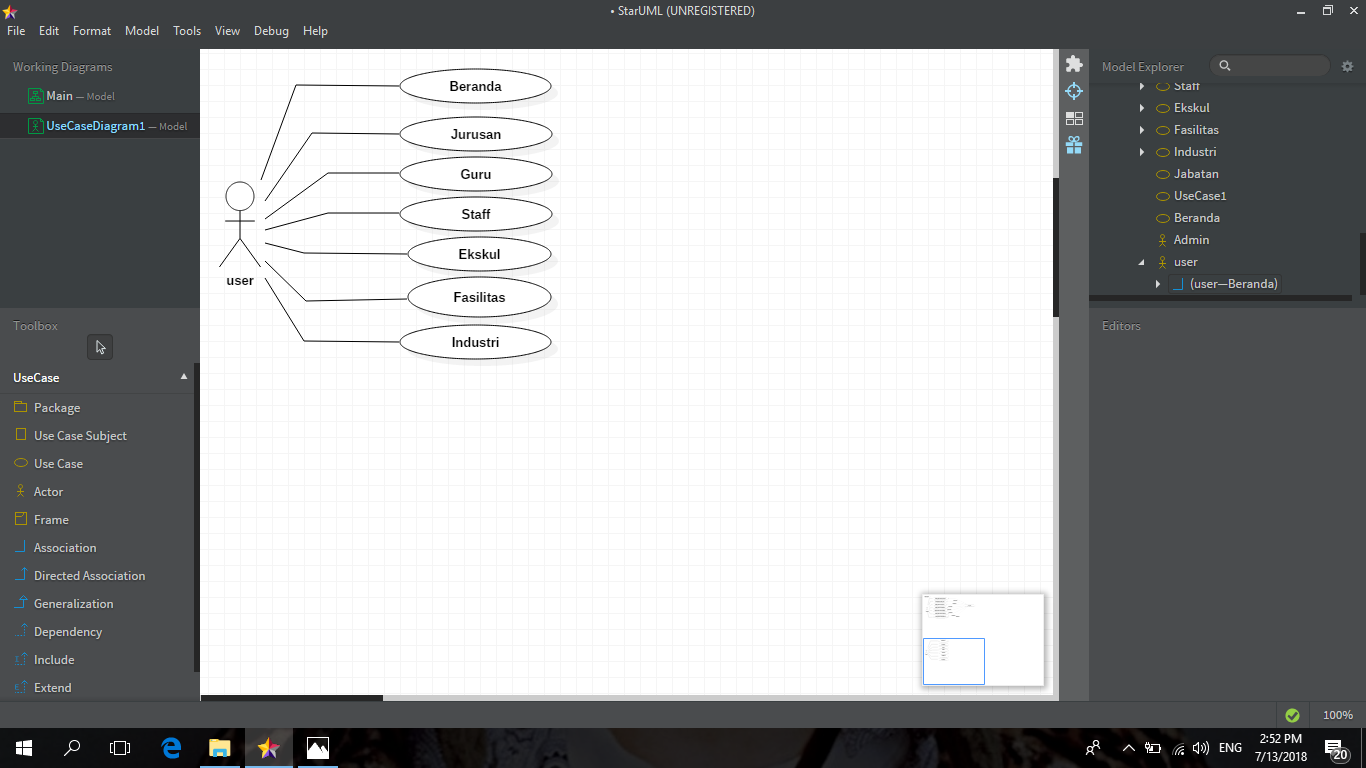 • StarUML (UNREGISTERED)
File Edit Format Model Tools View Debug Help
Working Diagrams
Main — Model
UseCaseDiagram1 — Model
Toolbox
UseCase
Package
Use Case Subject
Use Case
Actor
Frame
Association
Directed Association
Generalization
Dependency
Include
Extend
Beranda
Jurusan
Guru
Staff
Ekskul
Fasilitas
Industri
user
Model Explorer
Staff
Ekskul
Fasilitas
Industri
Jabatan
UseCase1
Beranda
Admin
user
(user—Beranda)
Editors
100%
ENG
2:52 PM
7/13/2018
20